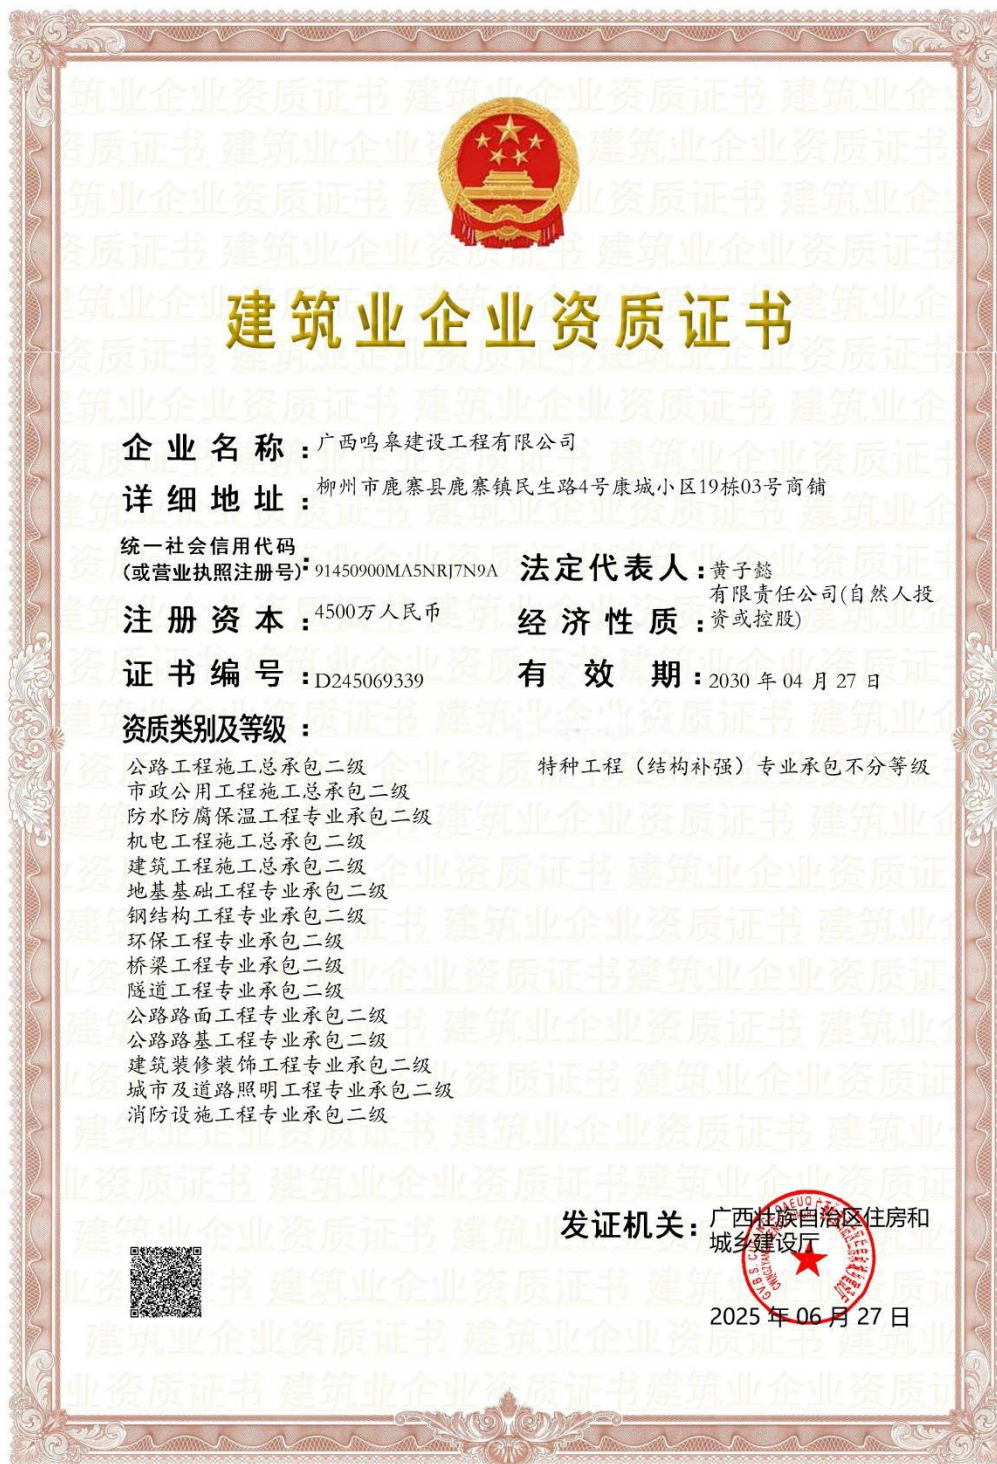 建筑业企业资质证书
企业名称：广西鸣皋建设工程有限公司
详细地址：柳州市鹿寨县鹿寨镇民生路4号康城小区19栋03号商铺
统一社会信用代码
(或营业执照注册号)：91450900MA5NRJ7N9A
法定代表人：黄子懿
注册资本：4500万人民币
经济性质：有限责任公司(自然人投
资或控股)
证书编号：D245069339
有效期：2030 年 04 月 27 日
资质类别及等级：
公路工程施工总承包二级
市政公用工程施工总承包二级
防水防腐保温工程专业承包二级
机电工程施工总承包二级
建筑工程施工总承包二级
地基基础工程专业承包二级
钢结构工程专业承包二级
环保工程专业承包二级
桥梁工程专业承包二级
隧道工程专业承包二级
公路路面工程专业承包二级
公路路基工程专业承包二级
建筑装修装饰工程专业承包二级
城市及道路照明工程专业承包二级
消防设施工程专业承包二级
特种工程（结构补强）专业承包不分等级
发证机关：广西壮族自治区住房和
城乡建设厅
2025 年 06 月 27 日